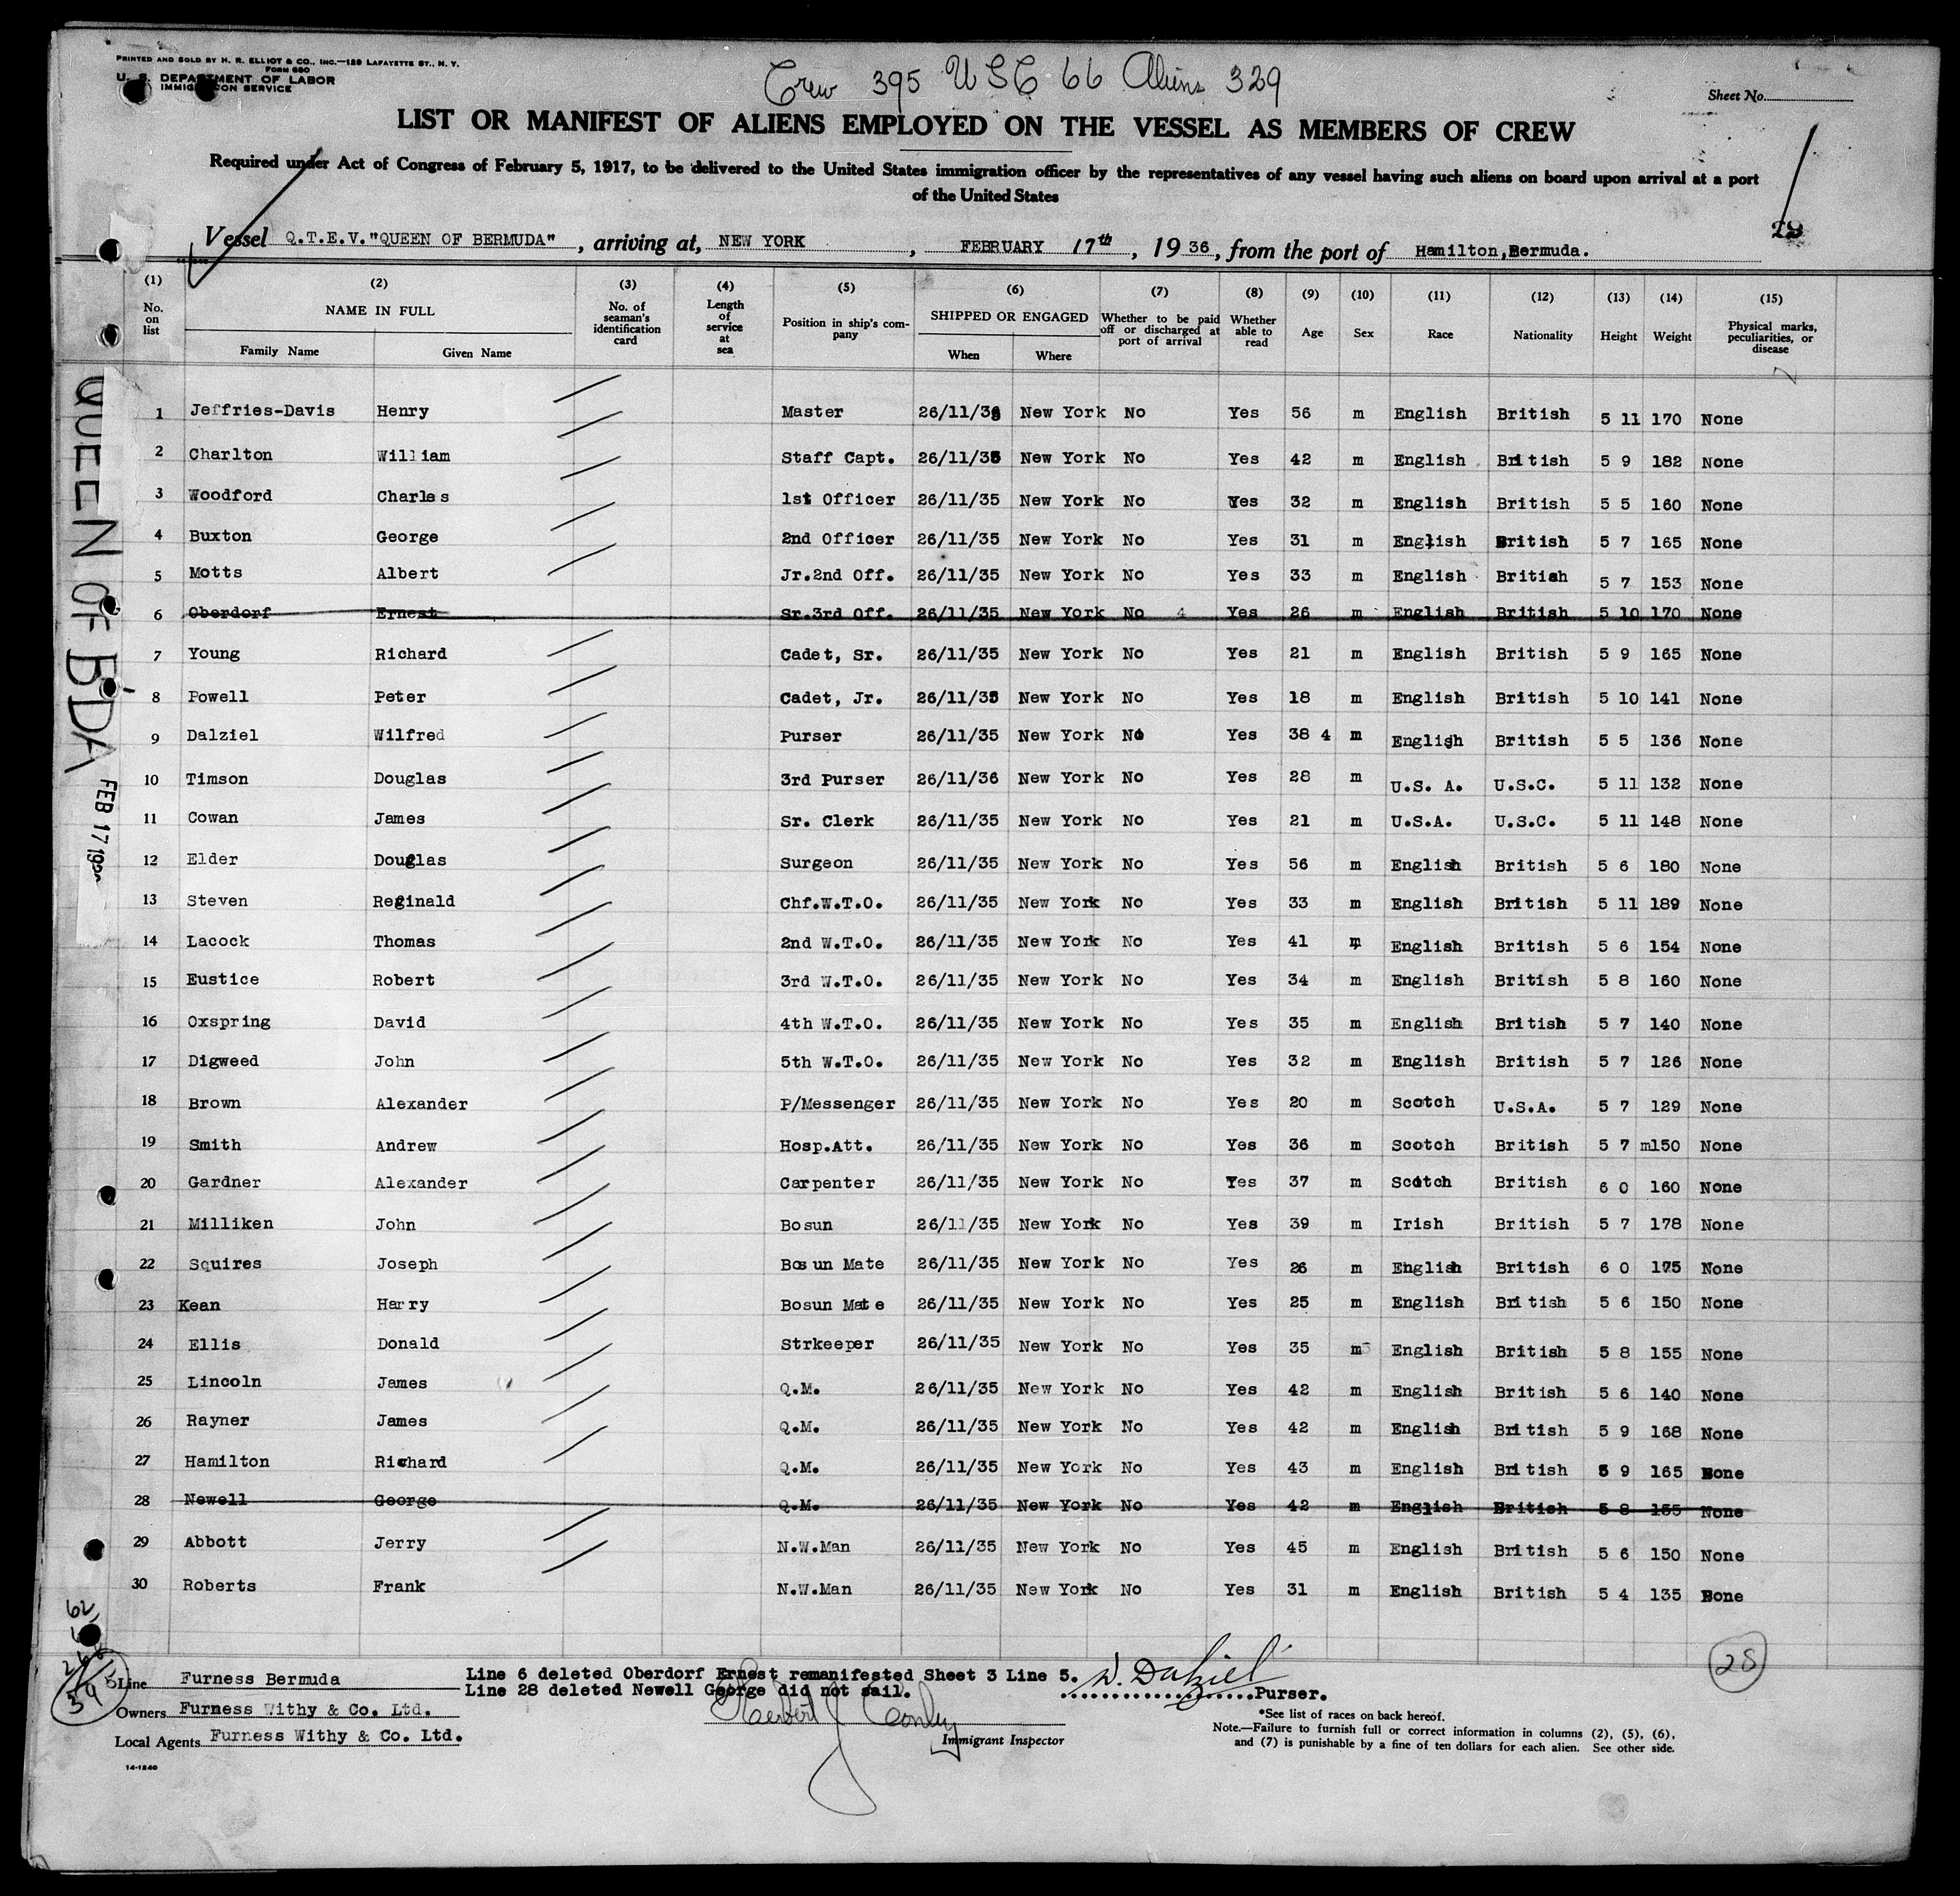 PRINTED AND SOLD BY H. R. ELLIOT & CO., INC.—129 LAFAYETTE ST., N. Y.
FORM 680
U. S. DEPARTMENT OF LABOR
IMMIGRATION SERVICE
Crew 395 USC 66 Aliens 329
Sheet No.
LIST OR MANIFEST OF ALIENS EMPLOYED ON THE VESSEL AS MEMBERS OF CREW
Required under Act of Congress of February 5, 1917, to be delivered to the United States immigration officer by the representatives of any vessel having such aliens on board upon arrival at a port
of the United States
Vessel Q.T.E.V."QUEEN OF BERMUDA", arriving at, NEW YORK, FEBRUARY 17th, 1936, from the port of Hamilton,Bermuda.
(1) No. on list
(2) NAME IN FULL Family Name Given Name
(3) No. of seaman's identification card
(4) Length of service at sea
(5) Position in ship's company
(6) SHIPPED OR ENGAGED When Where
(7) Whether to be paid off or discharged at port of arrival
(8) Whether able to read
(9) Age
(10) Sex
(11) Race
(12) Nationality
(13) Height
(14) Weight
(15) Physical marks, peculiarities, or disease
1 Jeffries-Davis Henry Master 26/11/35 New York No Yes 56 m English British 5 11 170 None
2 Charlton William Staff Capt. 26/11/35 New York No Yes 42 m English British 5 9 182 None
3 Woodford Charles 1st Officer 26/11/35 New York No Yes 32 m English British 5 5 160 None
4 Buxton George 2nd Officer 26/11/35 New York No Yes 31 m English British 5 7 165 None
5 Motts Albert Jr.2nd Off. 26/11/35 New York No Yes 33 m English British 5 7 153 None
6 Oberdorf Ernest Sr.3rd Off. 26/11/35 New York No 4 Yes 26 m English British 5 10 170 None
7 Young Richard Cadet, Sr. 26/11/35 New York No Yes 21 m English British 5 9 165 None
8 Powell Peter Cadet, Jr. 26/11/35 New York No Yes 18 m English British 5 10 141 None
9 Dalziel Wilfred Purser 26/11/35 New York No Yes 38 4 m English British 5 5 136 None
10 Timson Douglas 3rd Purser 26/11/36 New York No Yes 28 m U.S. A. U.S.C. 5 11 132 None
11 Cowan James Sr. Clerk 26/11/35 New York No Yes 21 m U.S.A. U.S.C. 5 11 148 None
12 Elder Douglas Surgeon 26/11/35 New York No Yes 56 m English British 5 6 180 None
13 Steven Reginald Chf.W.T.O. 26/11/35 New York No Yes 33 m English British 5 11 189 None
14 Lacock Thomas 2nd W.T.O. 26/11/35 New York No Yes 41 m English British 5 6 154 None
15 Eustice Robert 3rd W.T.O. 26/11/35 New York No Yes 34 m English British 5 8 160 None
16 Oxspring David 4th W.T.O. 26/11/35 New York No Yes 35 m English British 5 7 140 None
17 Digweed John 5th W.T.O. 26/11/35 New York No Yes 32 m English British 5 7 126 None
18 Brown Alexander P/Messenger 26/11/35 New York No Yes 20 m Scotch U.S.A. 5 7 129 None
19 Smith Andrew Hosp.Att. 26/11/35 New York No Yes 36 m Scotch British 5 7 m150 None
20 Gardner Alexander Carpenter 26/11/35 New York No Yes 37 m Scotch British 6 0 160 None
21 Milliken John Bosun 26/11/35 New York No Yes 39 m Irish British 5 7 178 None
22 Squires Joseph Bosun Mate 26/11/35 New York No Yes 26 m English British 6 0 175 None
23 Kean Harry Bosun Mate 26/11/35 New York No Yes 25 m English British 5 6 150 None
24 Ellis Donald Strkeeper 26/11/35 New York No Yes 35 m English British 5 8 155 None
25 Lincoln James Q.M. 26/11/35 New York No Yes 42 m English British 5 6 140 None
26 Rayner James Q.M. 26/11/35 New York No Yes 42 m English British 5 9 168 None
27 Hamilton Richard Q.M. 26/11/35 New York No Yes 43 m English British 5 9 165 Bone
28 Newell George Q.M. 26/11/35 New York No Yes 42 m English British 5 8 155 None
29 Abbott Jerry N.W.Man 26/11/35 New York No Yes 45 m English British 5 6 150 None
30 Roberts Frank N.W.Man 26/11/35 New York No Yes 31 m English British 5 4 135 Bone
QUEEN OF B'DA
FEB 17 19
62
28
Line Furness Bermuda
Owners Furness Withy & Co. Ltd.
Local Agents Furness Withy & Co. Ltd.
14-1240
Line 6 deleted Oberdorf Ernest remanifested Sheet 3 Line 5.
Line 28 deleted Newell George did not sail.
W. Dalziel
Purser.
Herbert J Conley
Immigrant Inspector
*See list of races on back hereof.
Note.—Failure to furnish full or correct information in columns (2), (5), (6),
and (7) is punishable by a fine of ten dollars for each alien. See other side.